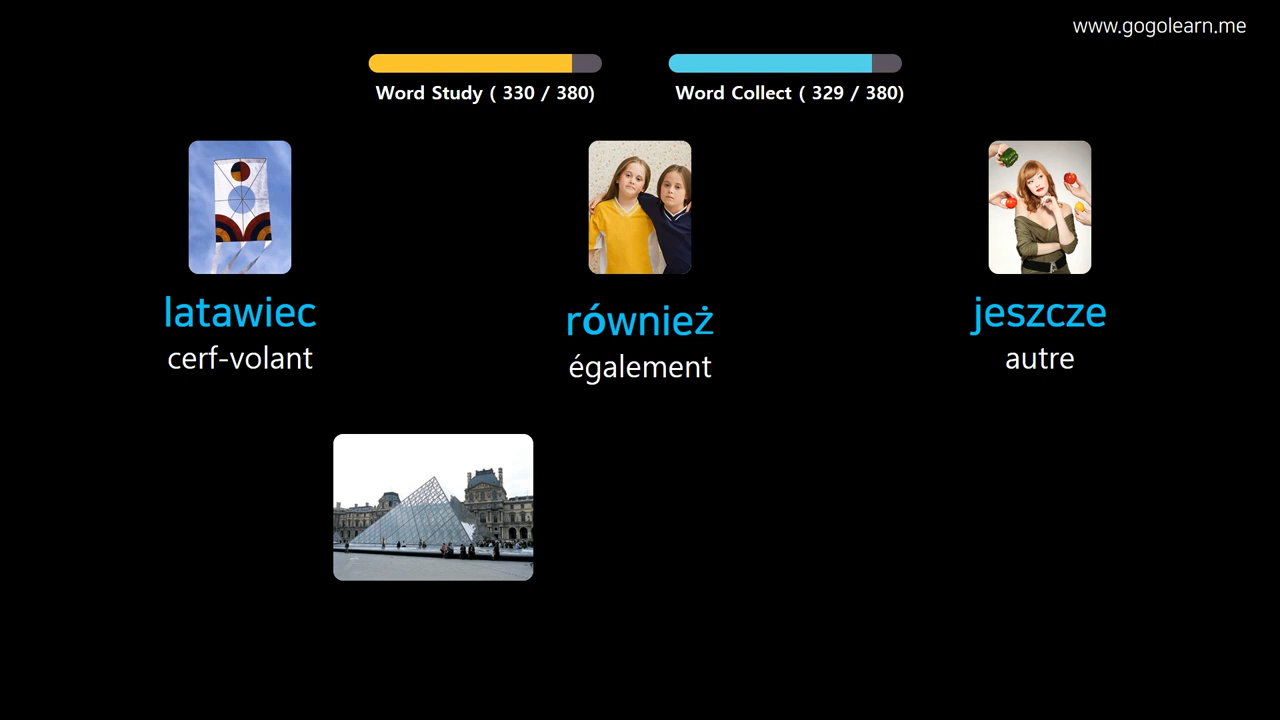 www.gogolearn.me
Word Study ( 330 / 380)
Word Collect ( 329 / 380)
latawiec
cerf-volant
również
également
jeszcze
autre